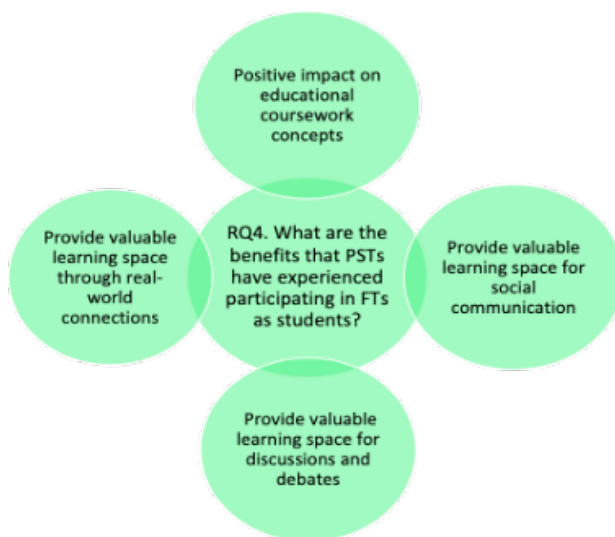 Positive impact on
educational
coursework
concepts
Provide valuable
learning space
through real-
world
connections
RQ4. What are the
benefits that PSTs
have experienced
participating in FTs
as students?
Provide valuable
learning space for
social
communication
Provide valuable
learning space for
discussions and
debates